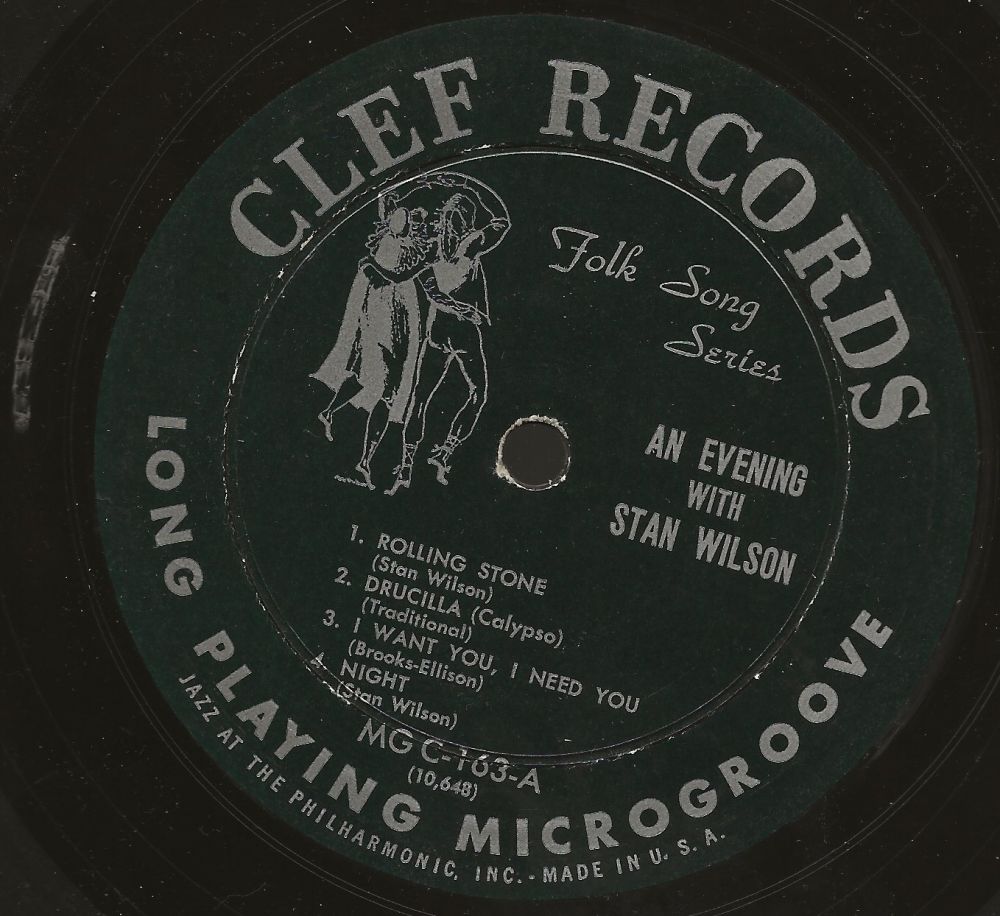 CLEF RECORDS
Folk Song
Series
AN EVENING
WITH
STAN WILSON
1. ROLLING STONE
(Stan Wilson)
2. DRUCILLA (Calypso)
(Traditional)
3. I WANT YOU, I NEED YOU
(Brooks-Ellison)
4. NIGHT
(Stan Wilson)
MG C-163-A
(10,648)
LONG PLAYING MICROGROOVE
JAZZ AT THE PHILHARMONIC, INC. - MADE IN U. S. A.